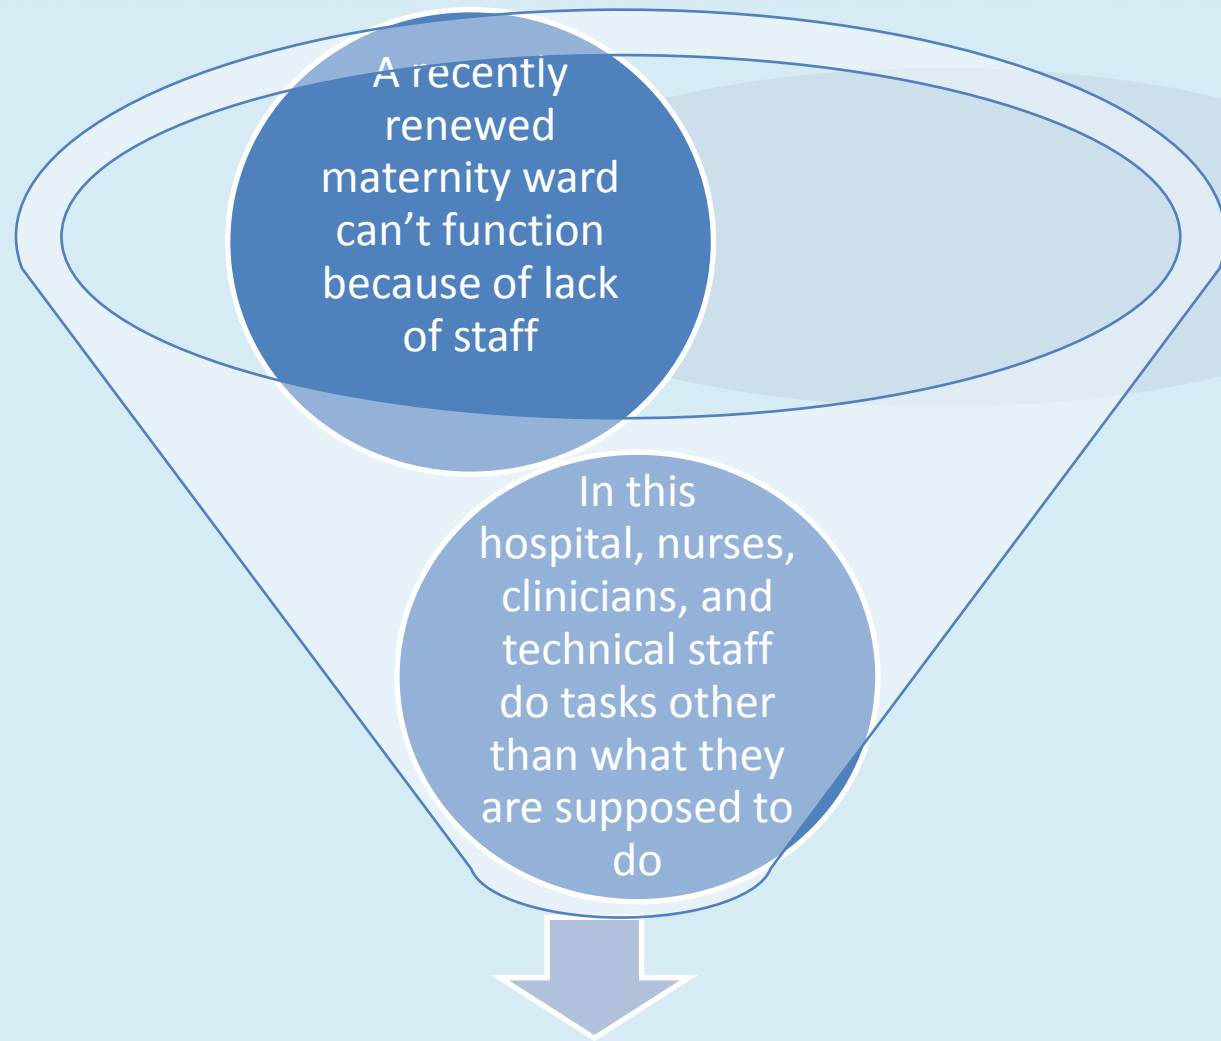 A recently
renewed
maternity ward
can’t function
because of lack
of staff
In this
hospital, nurses,
clinicians, and
technical staff
do tasks other
than what they
are supposed to
do